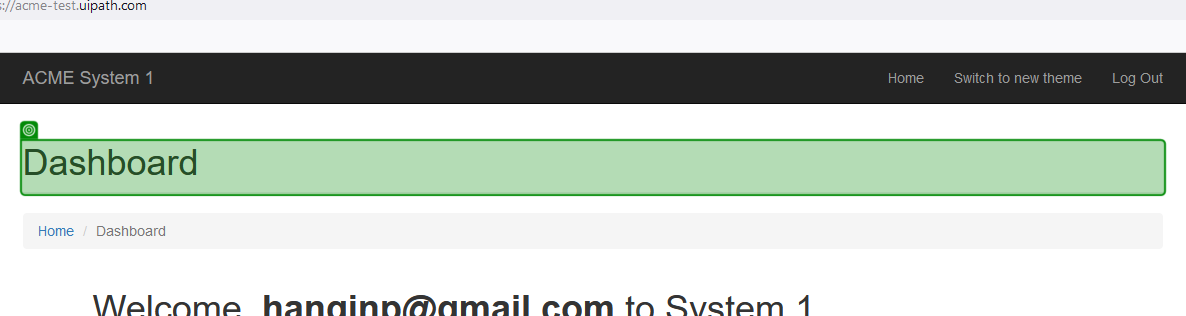 s://acme-test.uipath.com
ACME System 1 Home Switch to new theme Log Out
Dashboard
Home / Dashboard
Welcome, hanginp@gmail.com to System 1